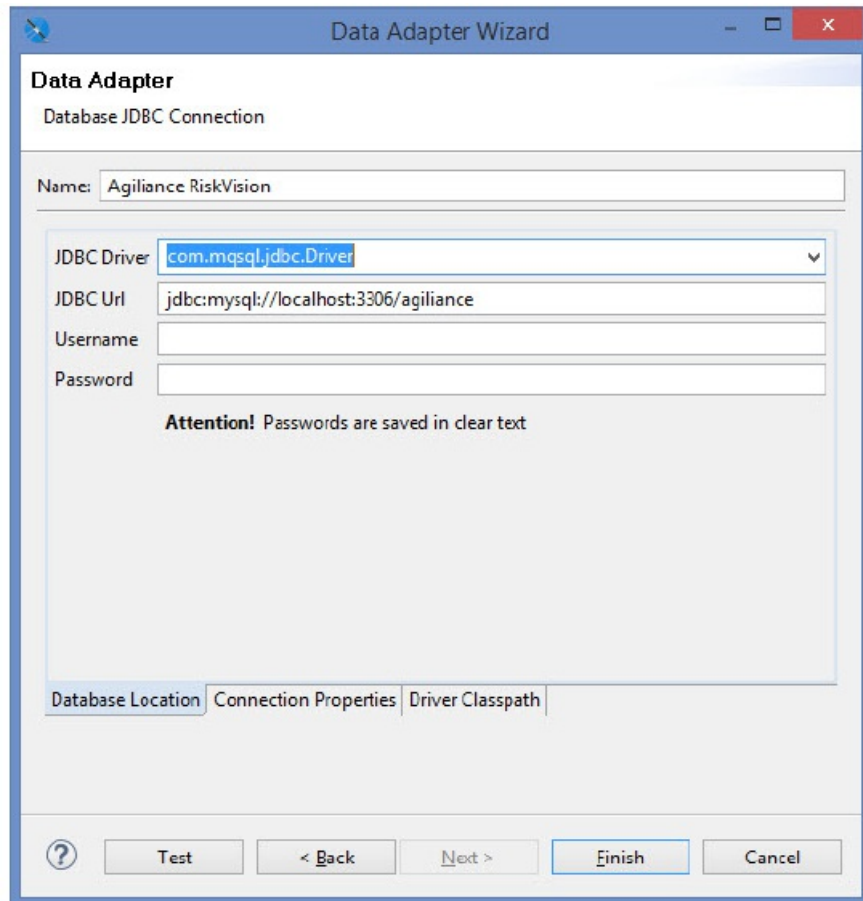 Data Adapter Wizard
Data Adapter
Database JDBC Connection
Name: Agiliance RiskVision
JDBC Driver com.mqsql.jdbc.Driver
JDBC Url jdbc:mysql://localhost:3306/agiliance
Username
Password
Attention! Passwords are saved in clear text
Database Location Connection Properties Driver Classpath
? Test < Back Next > Finish Cancel